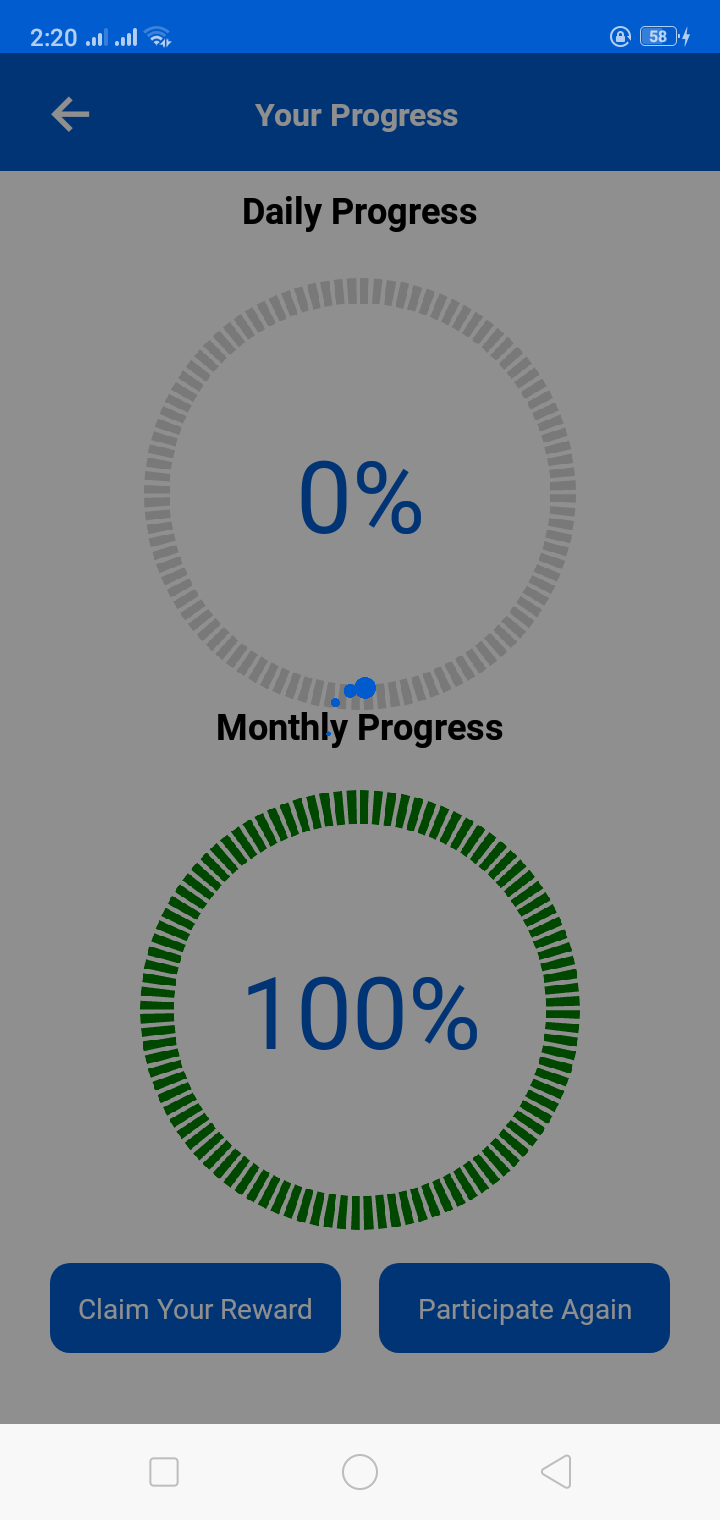 2:20
58
Your Progress
Daily Progress
0%
Monthly Progress
100%
Claim Your Reward
Participate Again